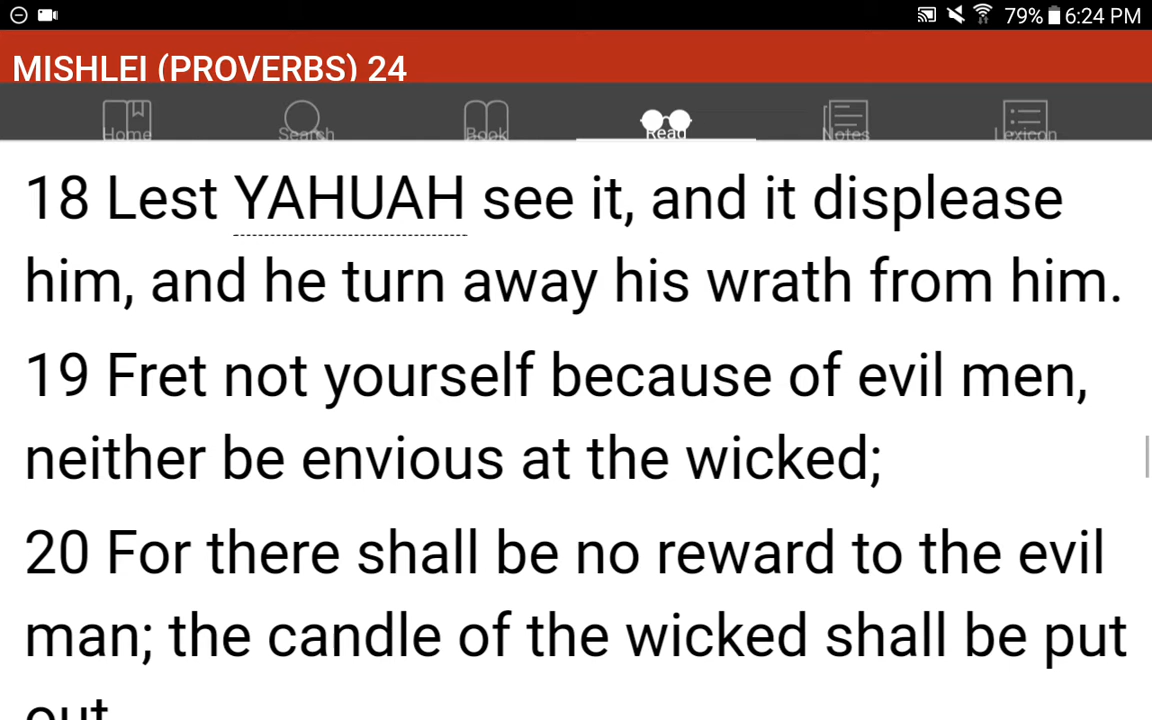 79% 6:24 PM
MISHLEI (PROVERBS) 24
Home Search Book Read Notes Lexicon
18 Lest YAHUAH see it, and it displease
him, and he turn away his wrath from him.
19 Fret not yourself because of evil men,
neither be envious at the wicked;
20 For there shall be no reward to the evil
man; the candle of the wicked shall be put
out